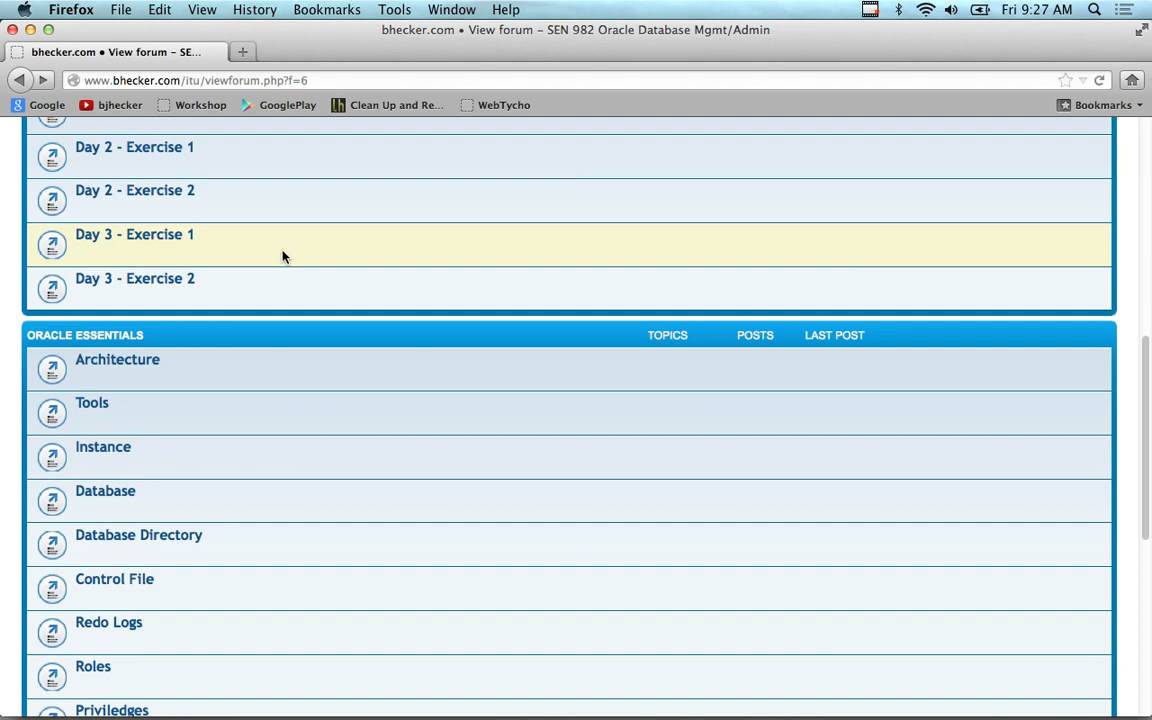 Firefox File Edit View History Bookmarks Tools Window Help Fri 9:27 AM
bhecker.com • View forum – SEN 982 Oracle Database Mgmt/Admin
bhecker.com • View forum – SE...
www.bhecker.com/itu/viewforum.php?f=6
Google bjhecker Workshop GooglePlay Clean Up and Re... WebTycho Bookmarks
Day 2 - Exercise 1
Day 2 - Exercise 2
Day 3 - Exercise 1
Day 3 - Exercise 2
ORACLE ESSENTIALS TOPICS POSTS LAST POST
Architecture
Tools
Instance
Database
Database Directory
Control File
Redo Logs
Roles
Priviledges